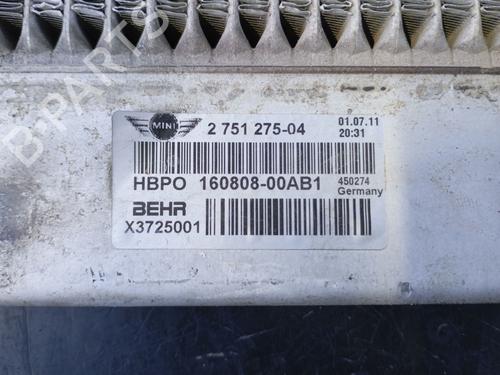 MINI
2 751 275-04
01.07.11
20:31
HBPO 160808-00AB1
450274
Germany
BEHR
X3725001
B-PARTS